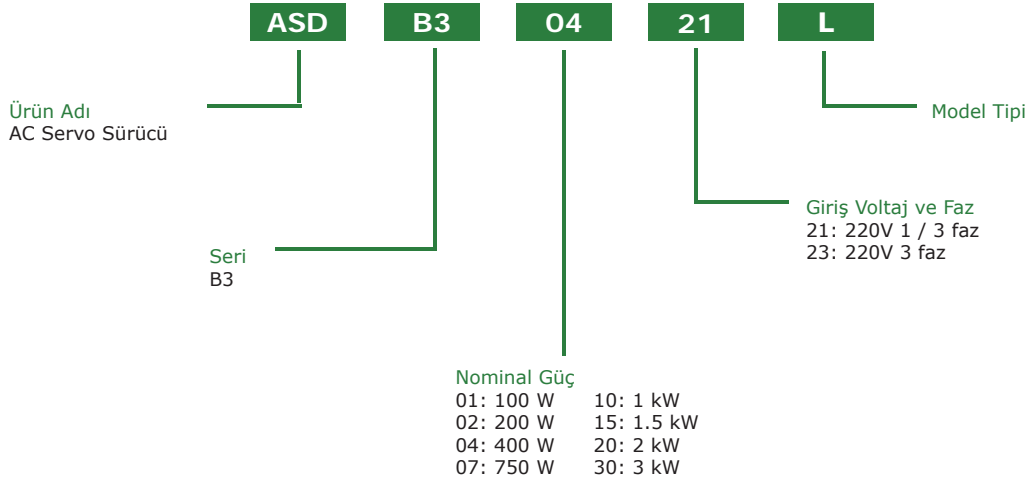 ASD B3 04 21 L
Ürün Adı
AC Servo Sürücü
Model Tipi
Giriş Voltaj ve Faz
21: 220V 1 / 3 faz
23: 220V 3 faz
Seri
B3
Nominal Güç
01: 100 W 10: 1 kW
02: 200 W 15: 1.5 kW
04: 400 W 20: 2 kW
07: 750 W 30: 3 kW